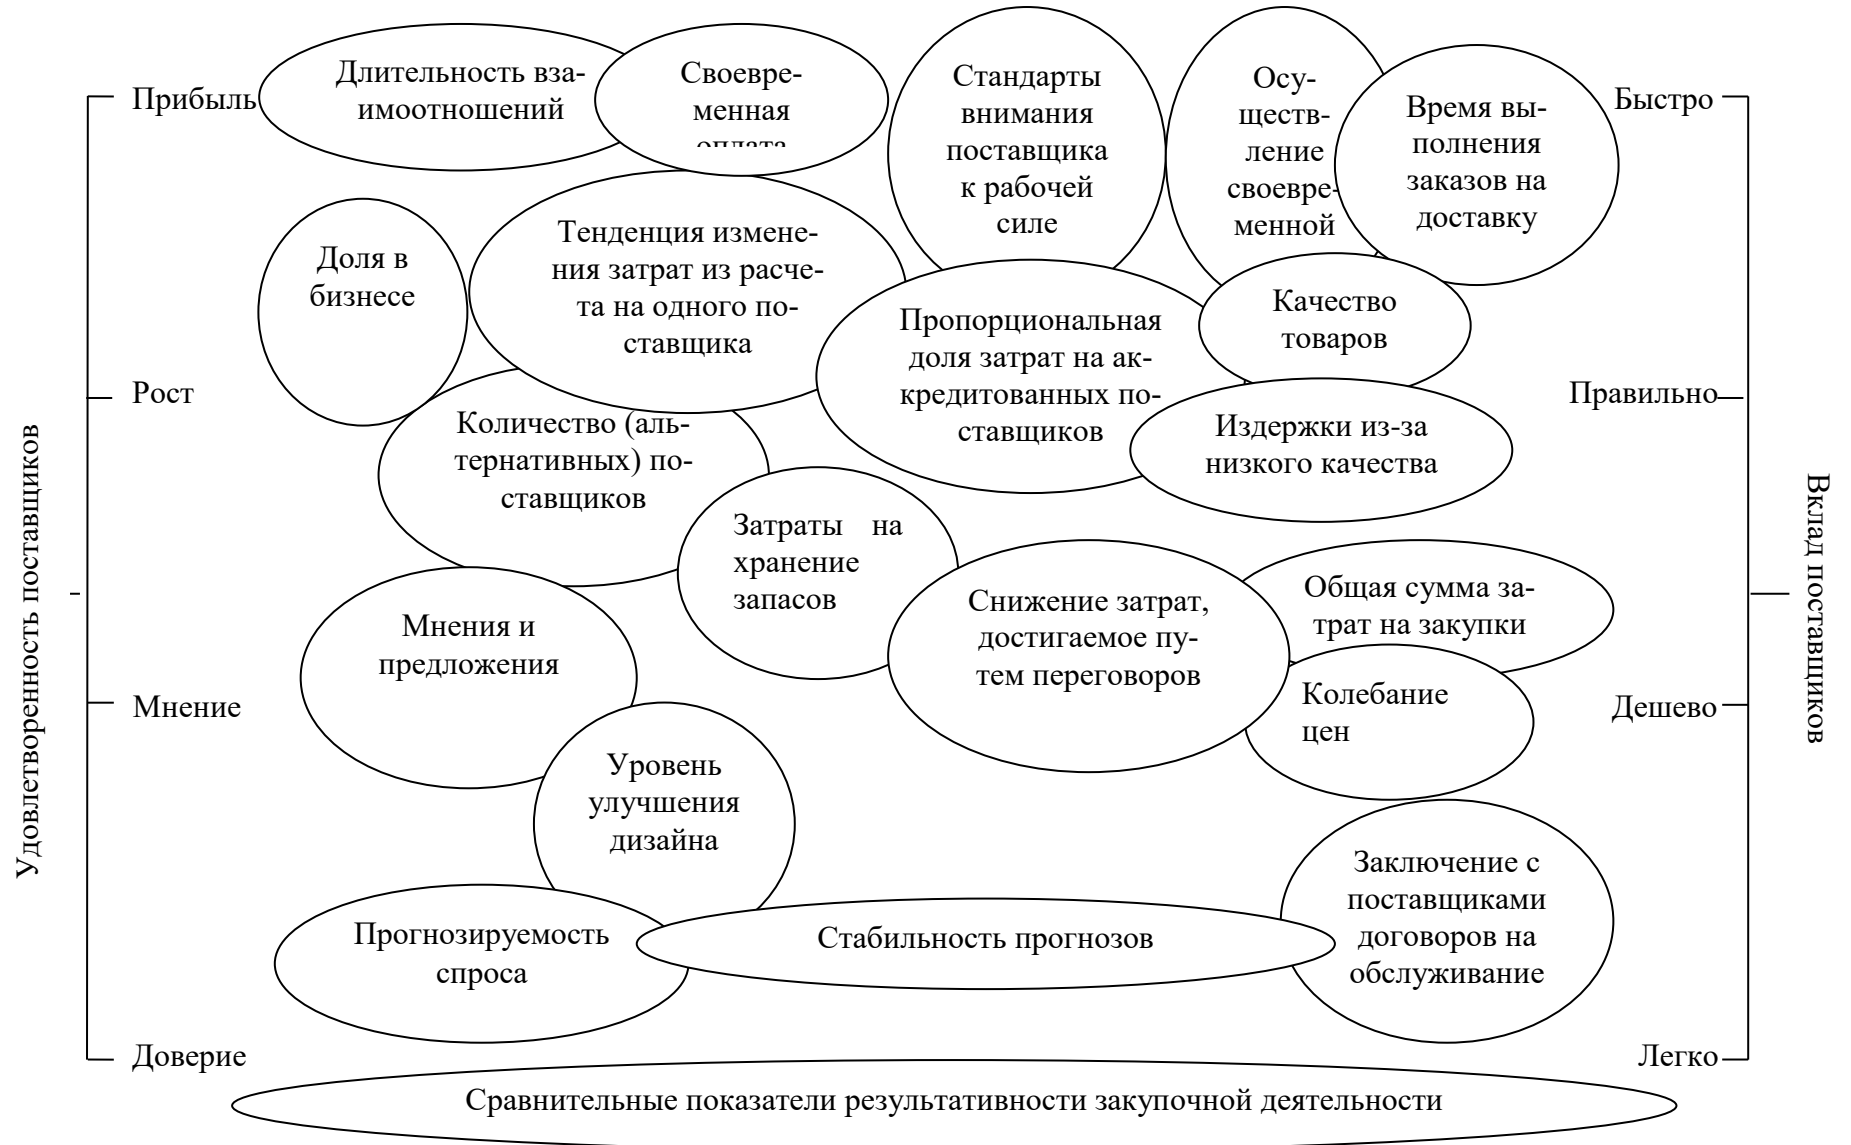 Удовлетворенность поставщиков
Прибыль
Рост
Мнение
Доверие
Длительность вза-
имоотношений
Своевре-
менная
оплата
Стандарты
внимания
поставщика
к рабочей
силе
Осу-
ществ-
ление
своевре-
менной
Время вы-
полнения
заказов на
доставку
Доля в
бизнесе
Тенденция измене-
ния затрат из расче-
та на одного по-
ставщика
Пропорциональная
доля затрат на ак-
кредитованных по-
ставщиков
Качество
товаров
Издержки из-за
низкого качества
Количество (аль-
тернативных) по-
ставщиков
Затраты на
хранение
запасов
Снижение затрат,
достигаемое пу-
тем переговоров
Общая сумма за-
трат на закупки
Колебание
цен
Мнения и
предложения
Уровень
улучшения
дизайна
Заключение с
поставщиками
договоров на
обслуживание
Прогнозируемость
спроса
Стабильность прогнозов
Сравнительные показатели результативности закупочной деятельности
Быстро
Правильно
Дешево
Легко
Вклад поставщиков